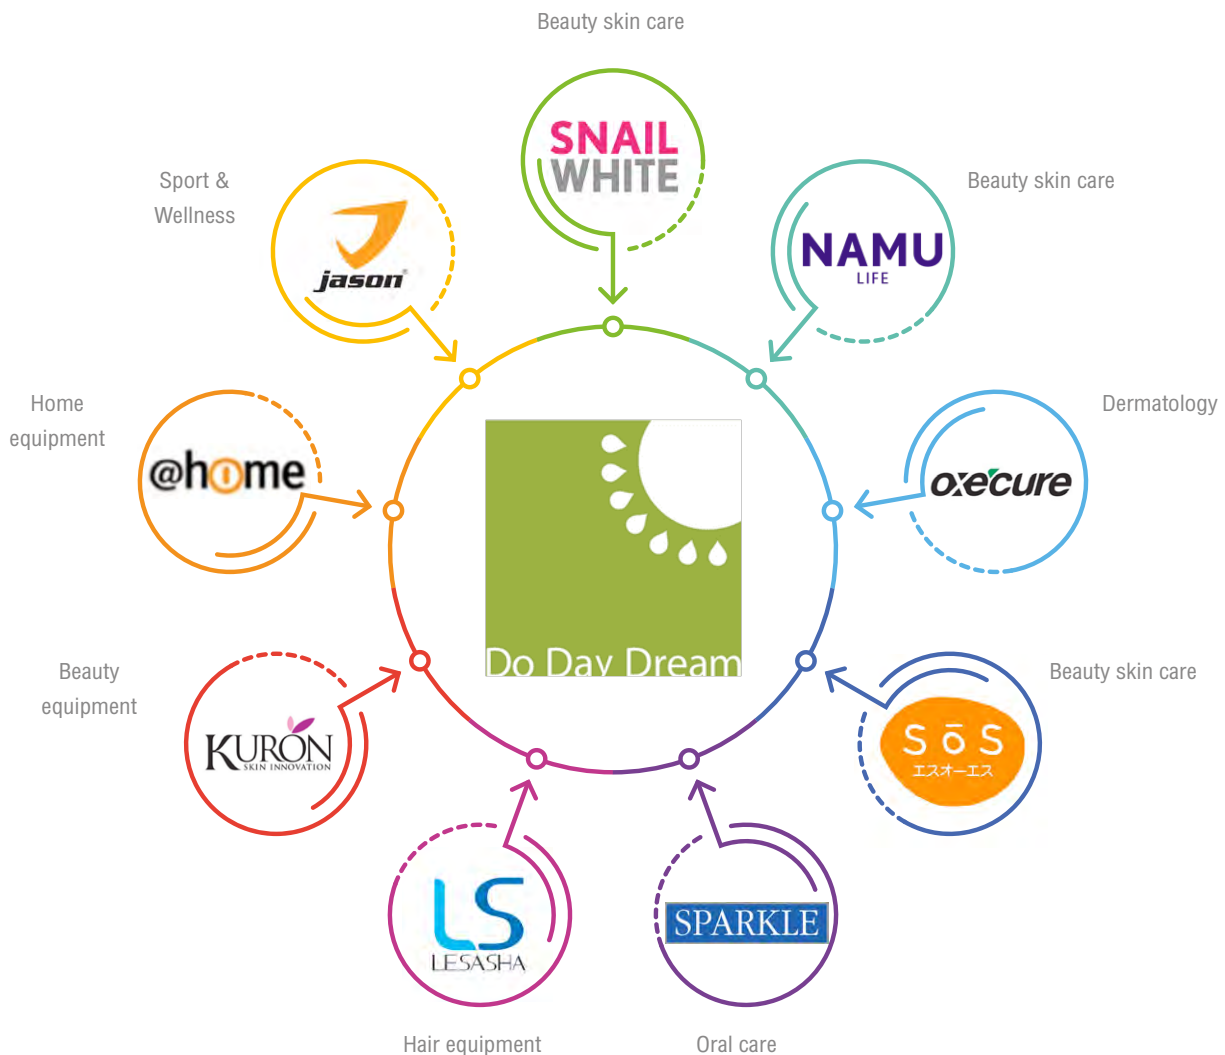 Beauty skin care
SNAIL
WHITE
Sport &
Wellness
jason®
Beauty skin care
NAMU
LIFE
Home
equipment
@home
Dermatology
oxecure
Do Day Dream
Beauty
equipment
KURON
SKIN INNOVATION
Beauty skin care
SōS
エスオーエス
LS
LESASHA
Hair equipment
SPARKLE
Oral care